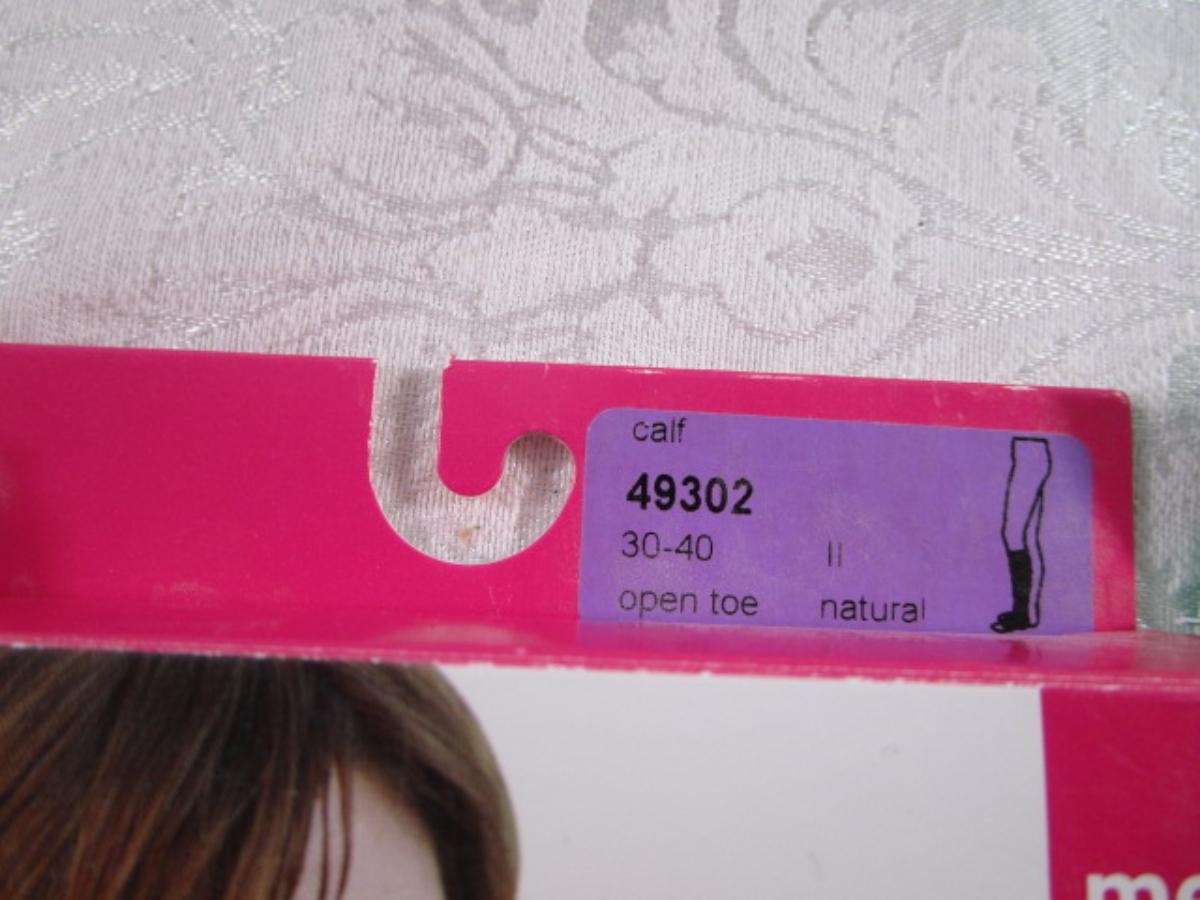 calf
49302
30-40 II
open toe natural